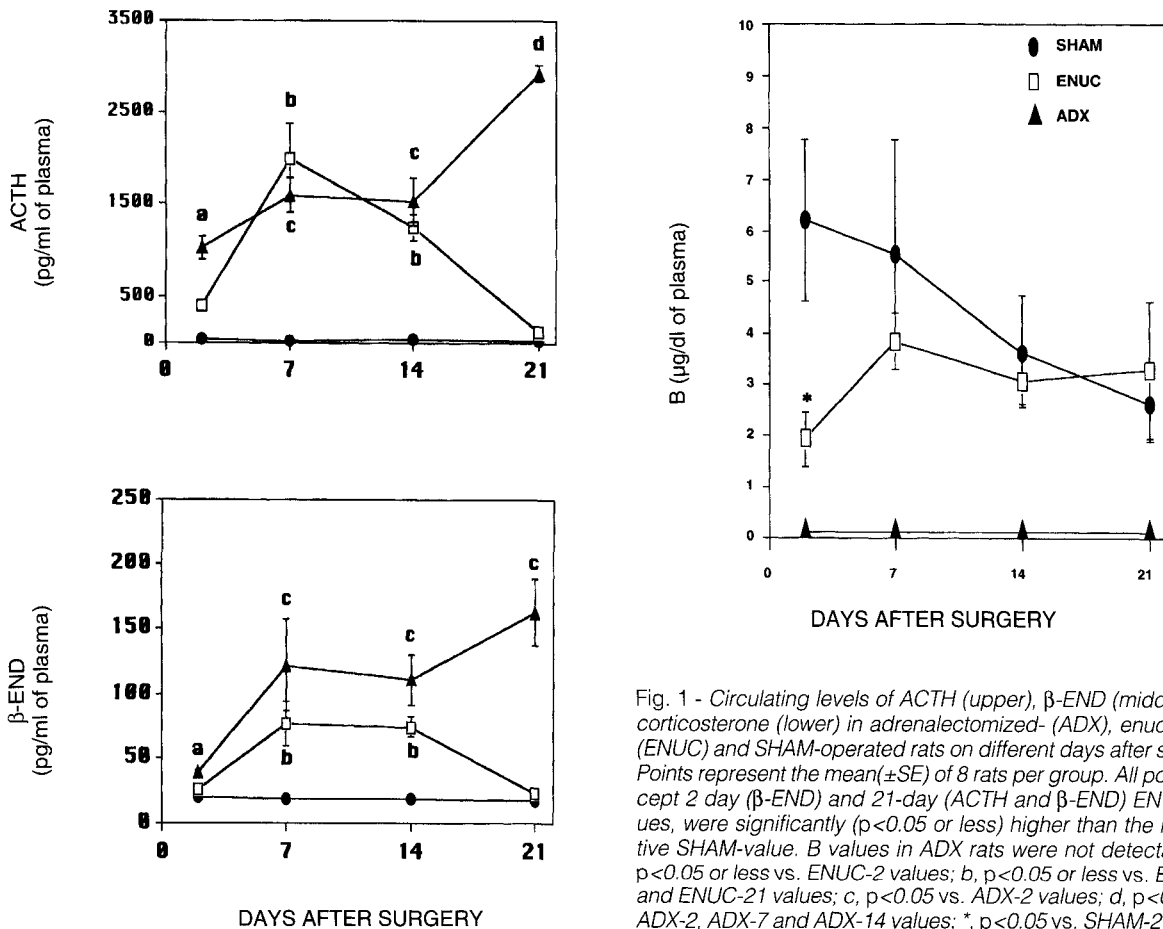 3500
2500
1500
500
0
ACTH
(pg/ml of plasma)
a
b
c
c
b
d
0
7
14
21
250
200
150
100
50
0
β-END
(pg/ml of plasma)
a
c
b
c
b
c
0
7
14
21
DAYS AFTER SURGERY
10
9
8
7
6
5
4
3
2
1
0
B (µg/dl of plasma)
SHAM
ENUC
ADX
*
0
7
14
21
DAYS AFTER SURGERY
Fig. 1 - Circulating levels of ACTH (upper), β-END
corticosterone (lower) in adrenalectomized- (ADX),
(ENUC) and SHAM-operated rats on different days after
Points represent the mean(±SE) of 8 rats per group. All
cept 2 day (β-END) and 21-day (ACTH and β-END)
ues, were significantly (p<0.05 or less) higher than the
tive SHAM-value. B values in ADX rats were not
p<0.05 or less vs. ENUC-2 values; b, p<0.05 or less vs.
and ENUC-21 values; c, p<0.05 vs. ADX-2 values; d,
ADX-2, ADX-7 and ADX-14 values; *, p<0.05 vs. SHAM-2